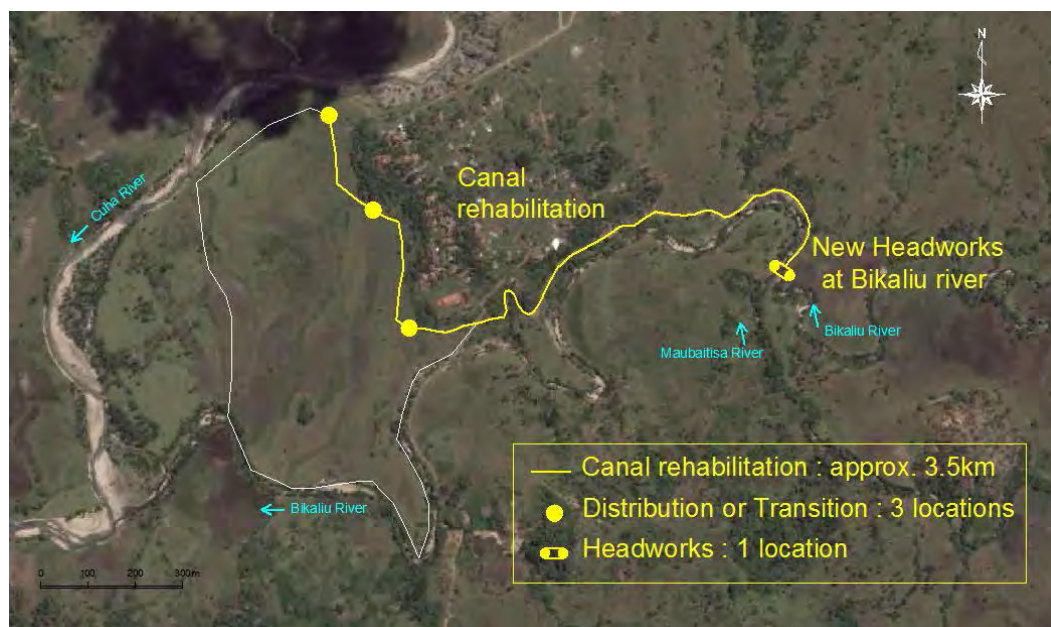 N
Cuha River
Canal
rehabilitation
New Headworks
at Bikaliu river
Bikaliu River
Maubaitisa River
Canal rehabilitation : approx. 3.5km
Distribution or Transition : 3 locations
Headworks : 1 location
Bikaliu River
0 100 200 300m